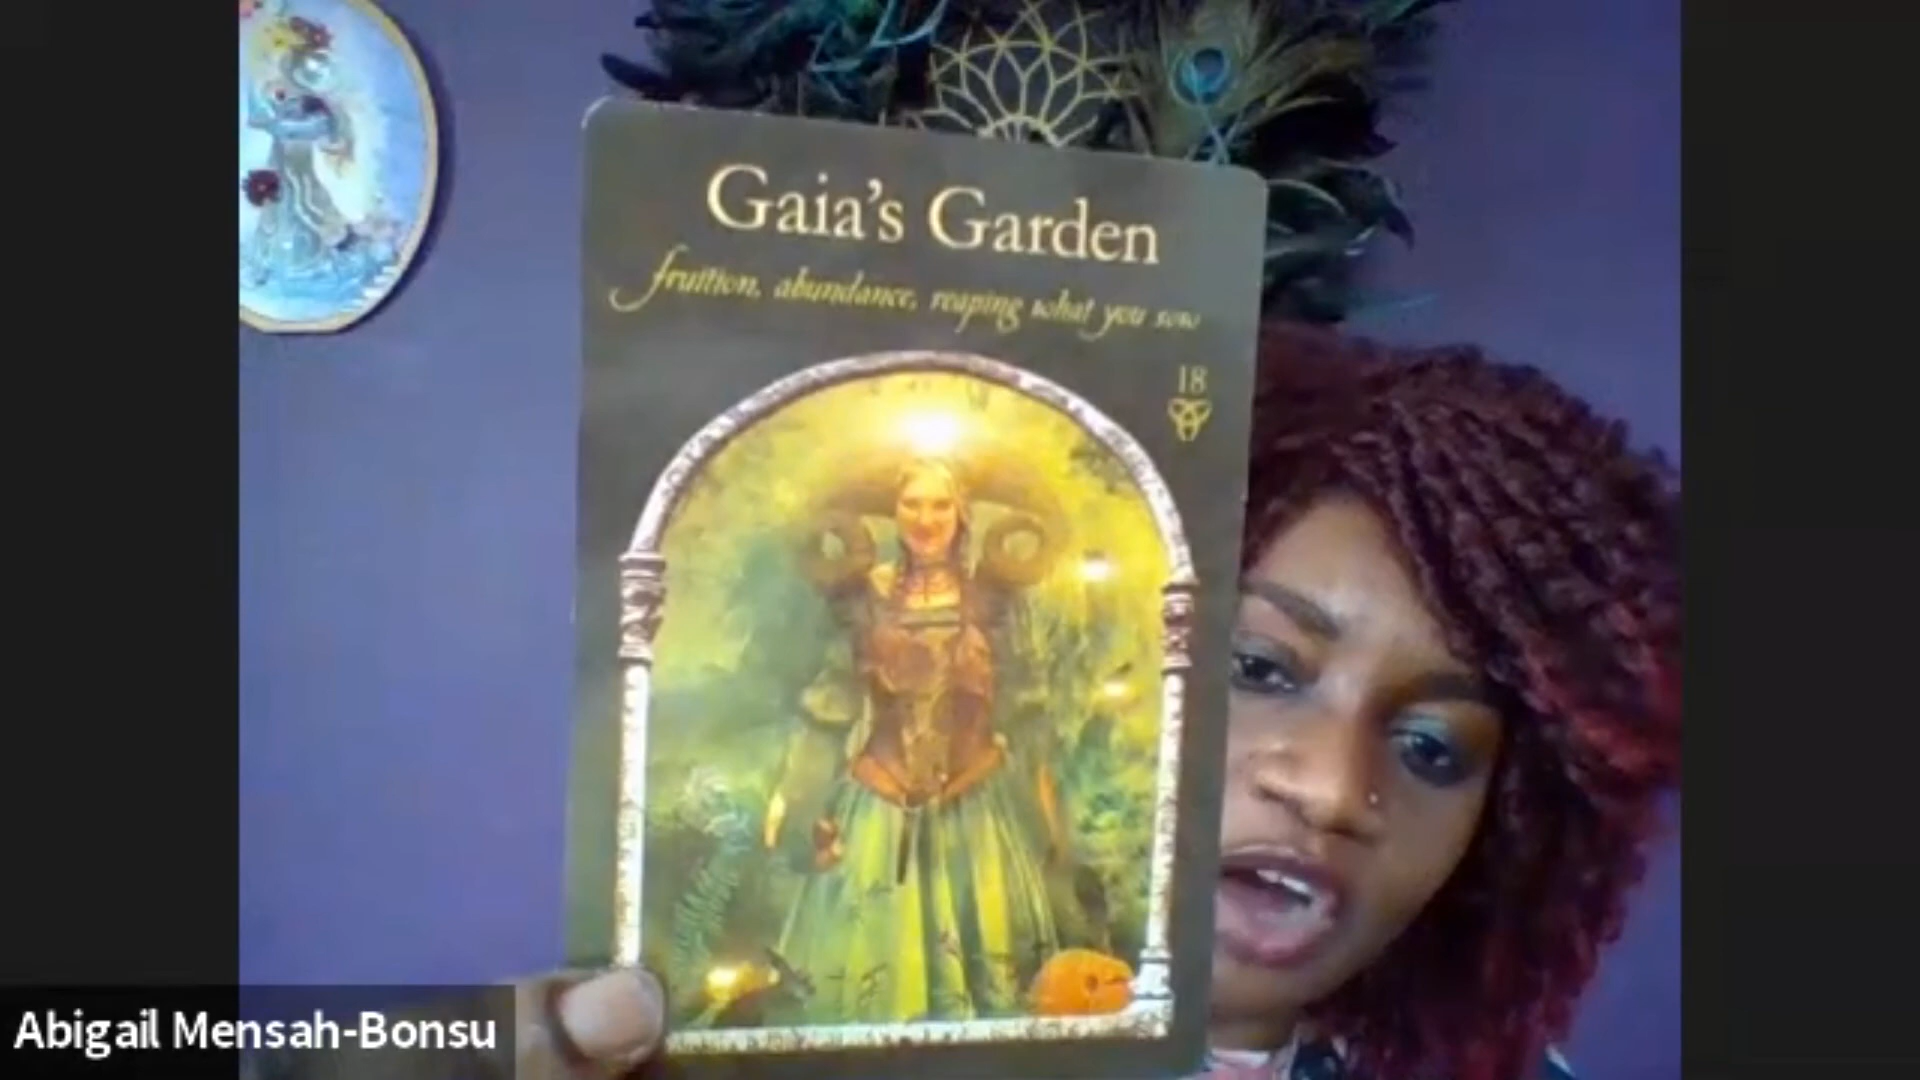 Gaia's Garden
fruition, abundance, reaping what you sow
18
Abigail Mensah-Bonsu